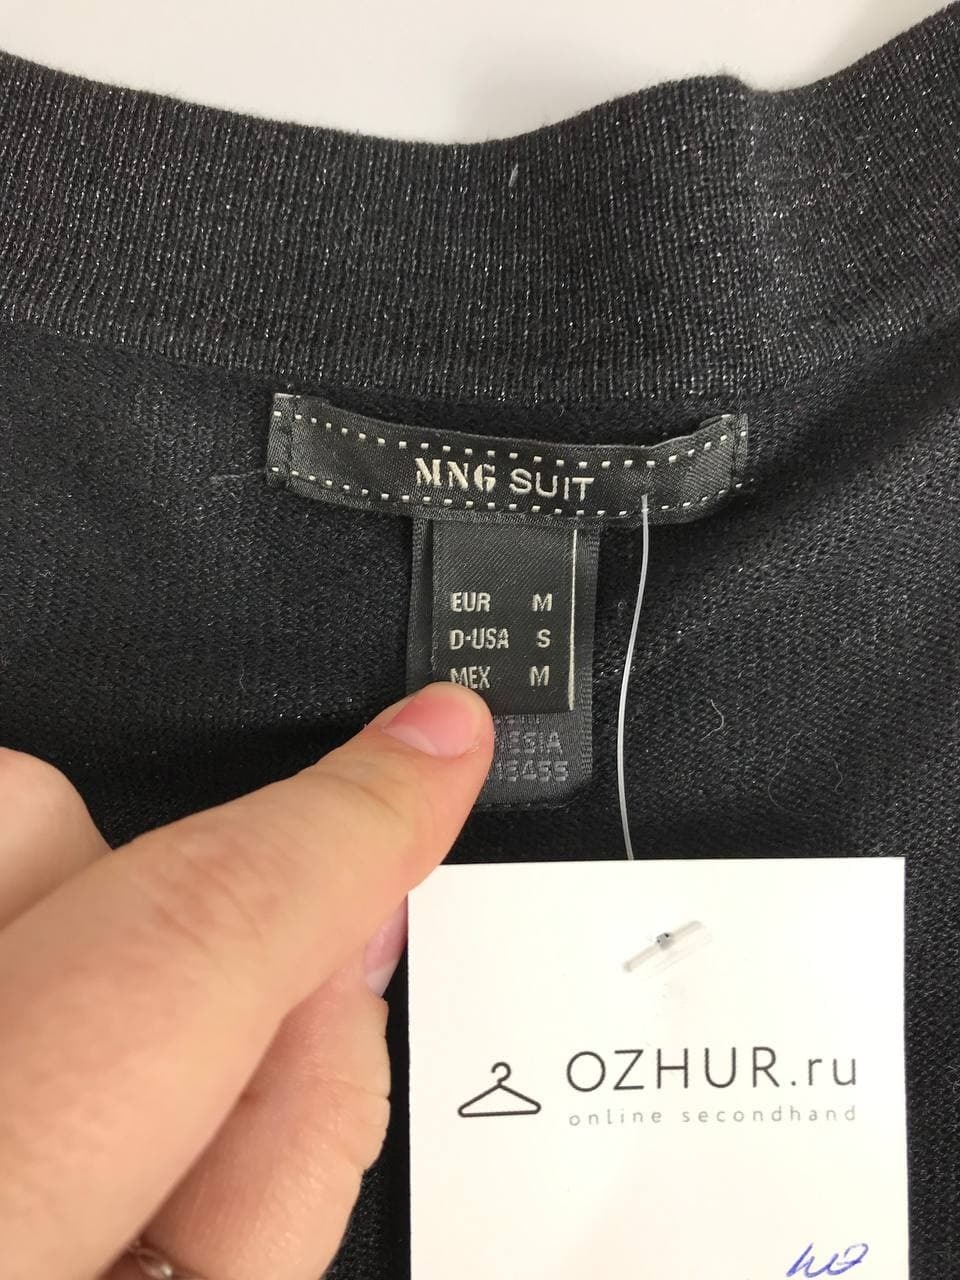 MNG SUIT
EUR M
D-USA S
MEX M
OZHUR.ru
online secondhand